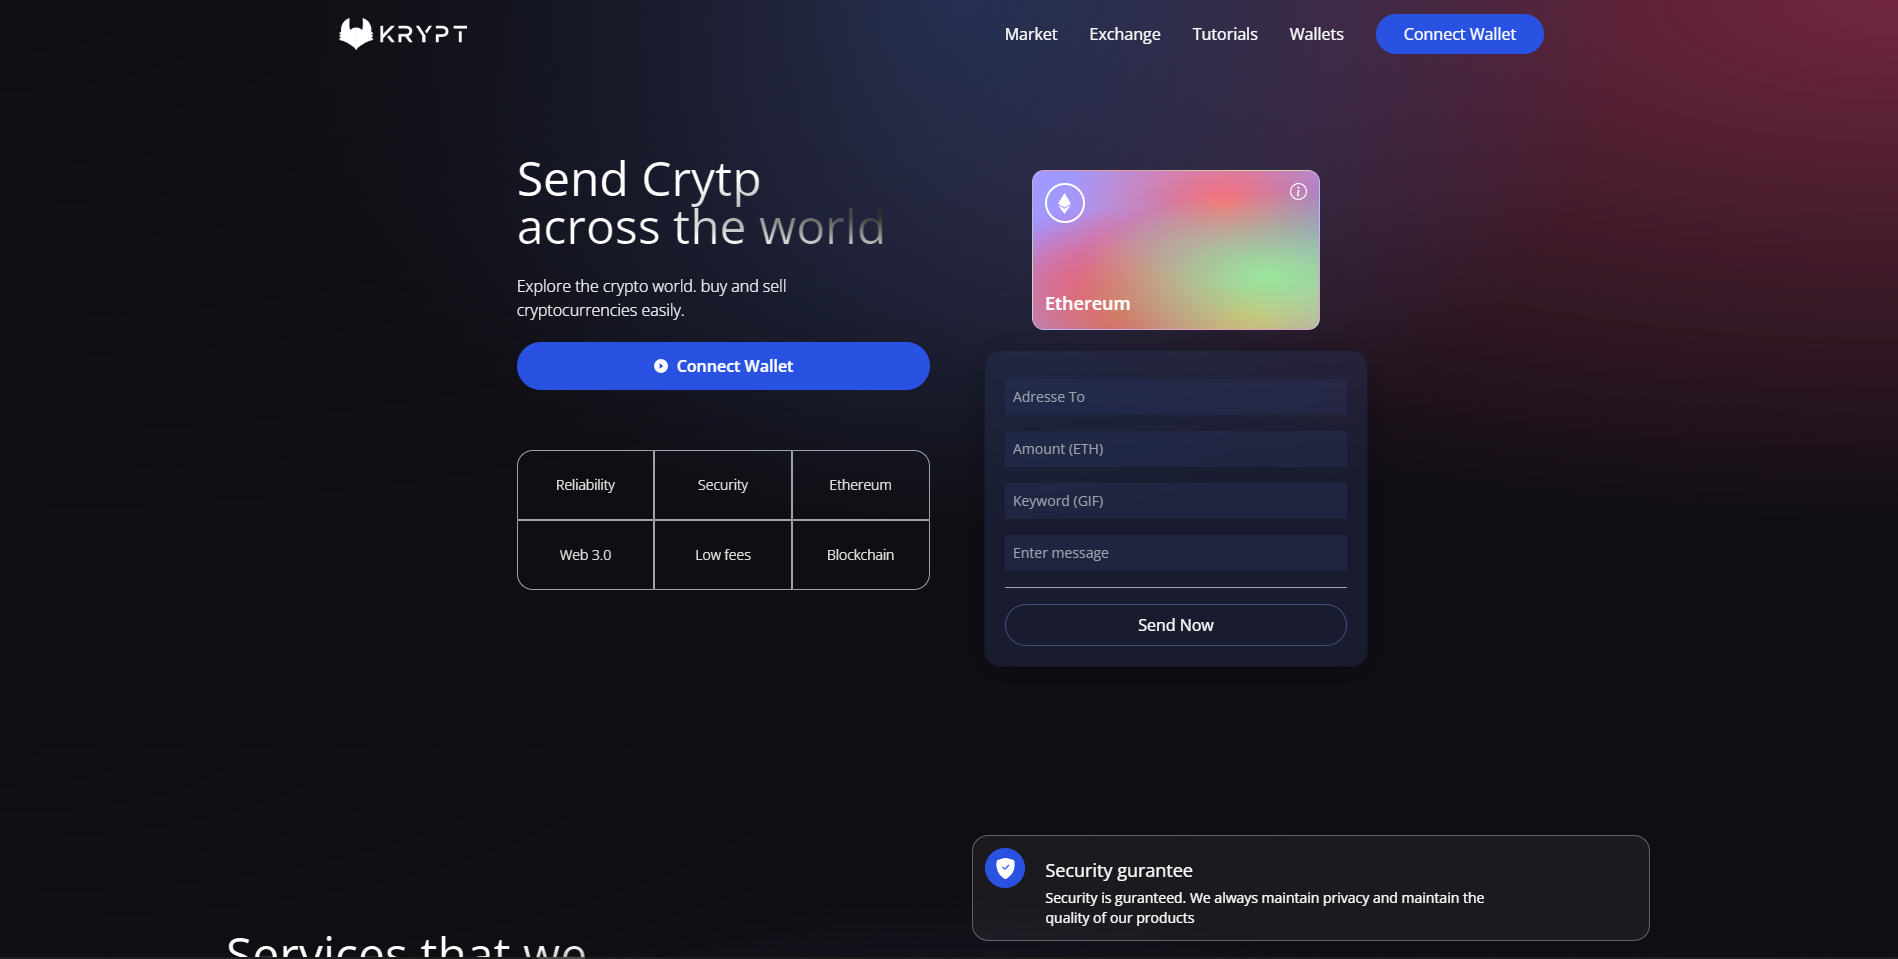 KRYPT
Market
Exchange
Tutorials
Wallets
Connect Wallet
Send Crytp
across the world
Explore the crypto world. buy and sell
cryptocurrencies easily.
Connect Wallet
Reliability
Security
Ethereum
Web 3.0
Low fees
Blockchain
Ethereum
Adresse To
Amount (ETH)
Keyword (GIF)
Enter message
Send Now
Security gurantee
Security is guranteed. We always maintain privacy and maintain the
quality of our products
Services that we